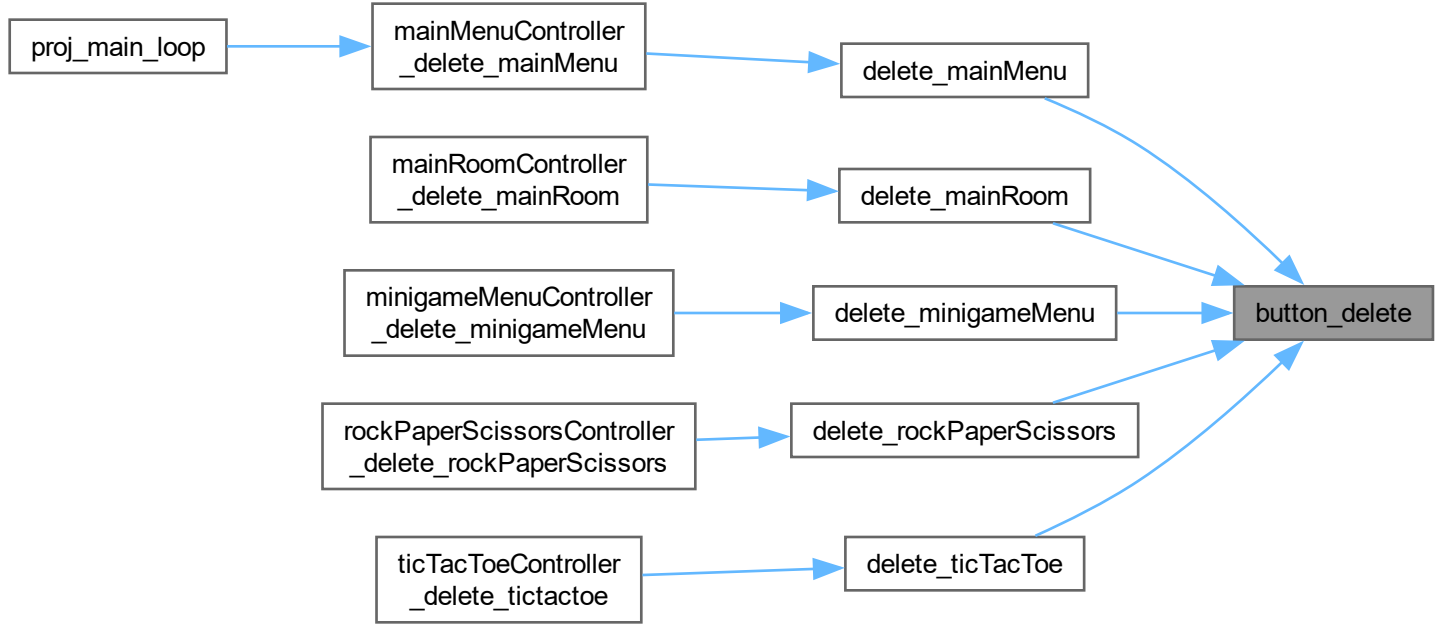 proj_main_loop
mainMenuController
_delete_mainMenu
delete_mainMenu
mainRoomController
_delete_mainRoom
delete_mainRoom
minigameMenuController
_delete_minigameMenu
delete_minigameMenu
button_delete
rockPaperScissorsController
_delete_rockPaperScissors
delete_rockPaperScissors
ticTacToeController
_delete_tictactoe
delete_ticTacToe